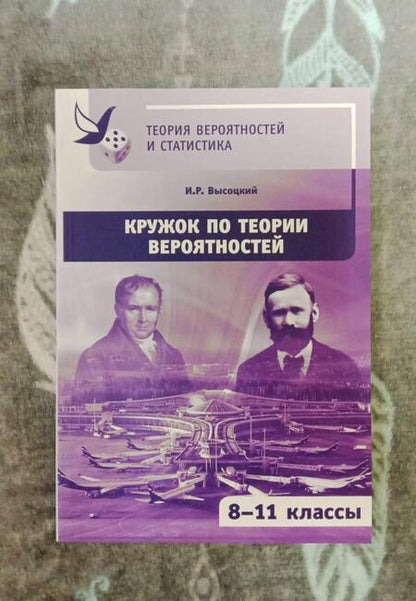 ТЕОРИЯ ВЕРОЯТНОСТЕЙ
И СТАТИСТИКА
И.Р. Высоцкий
КРУЖОК ПО ТЕОРИИ
ВЕРОЯТНОСТЕЙ
8–11 классы